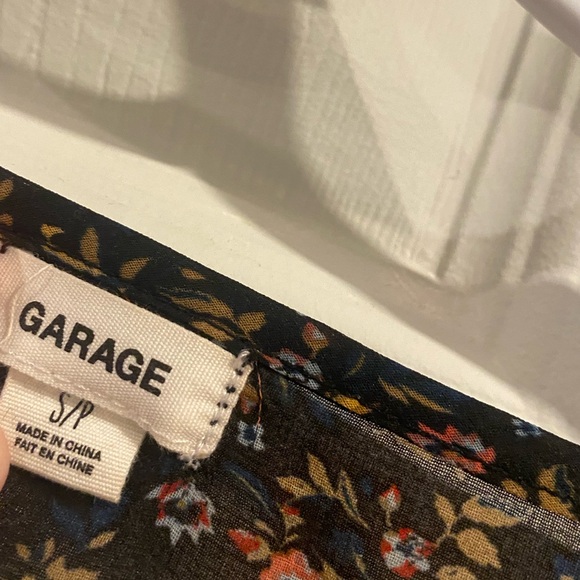 GARAGE
S/P
MADE IN CHINA
FAIT EN CHINE